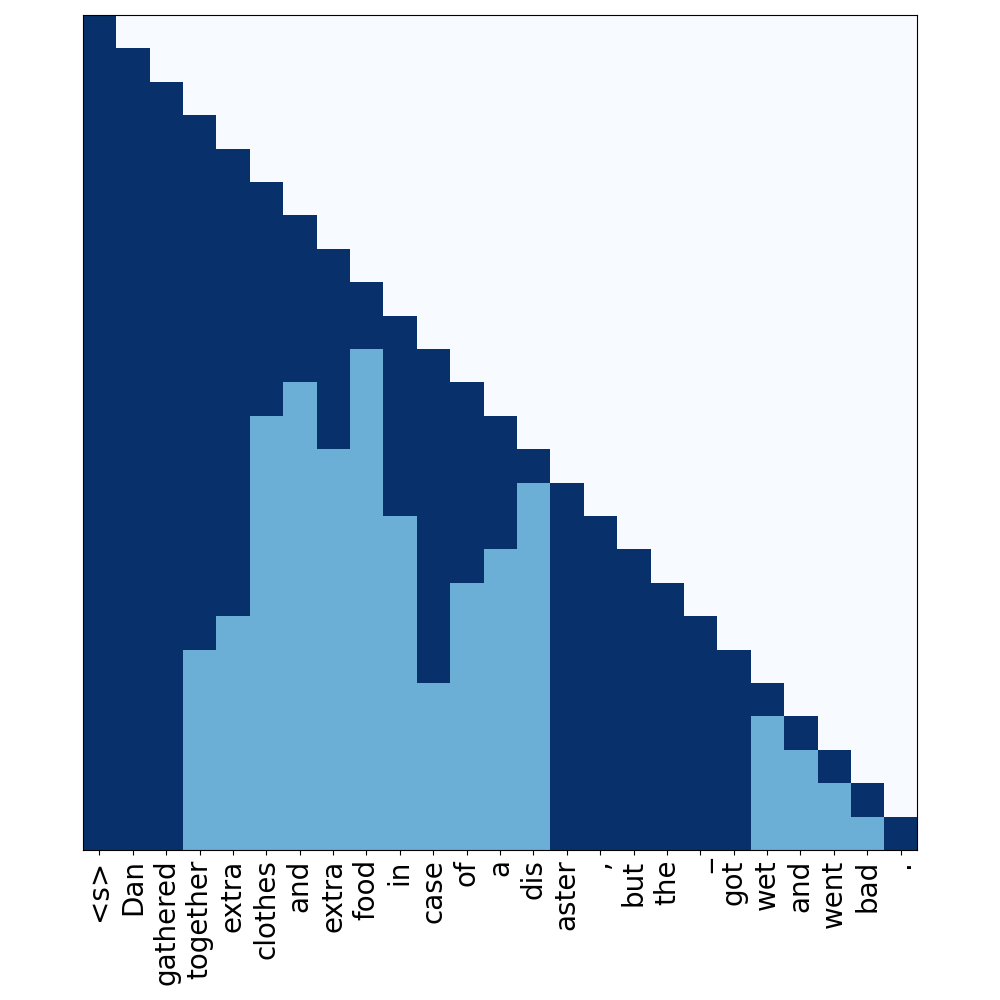 <s> Dan gathered together extra clothes and extra food in case of a dis aster , but the _ got wet and went bad .